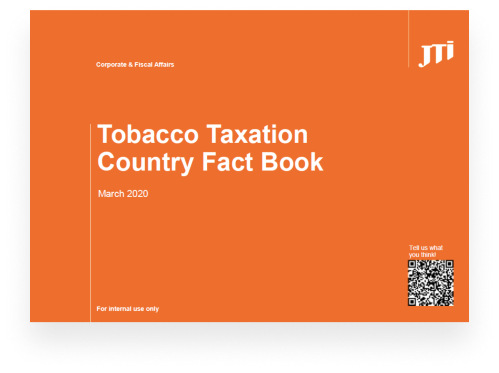 JTi
Corporate & Fiscal Affairs
Tobacco Taxation
Country Fact Book
March 2020
Tell us what
you think!
For internal use only